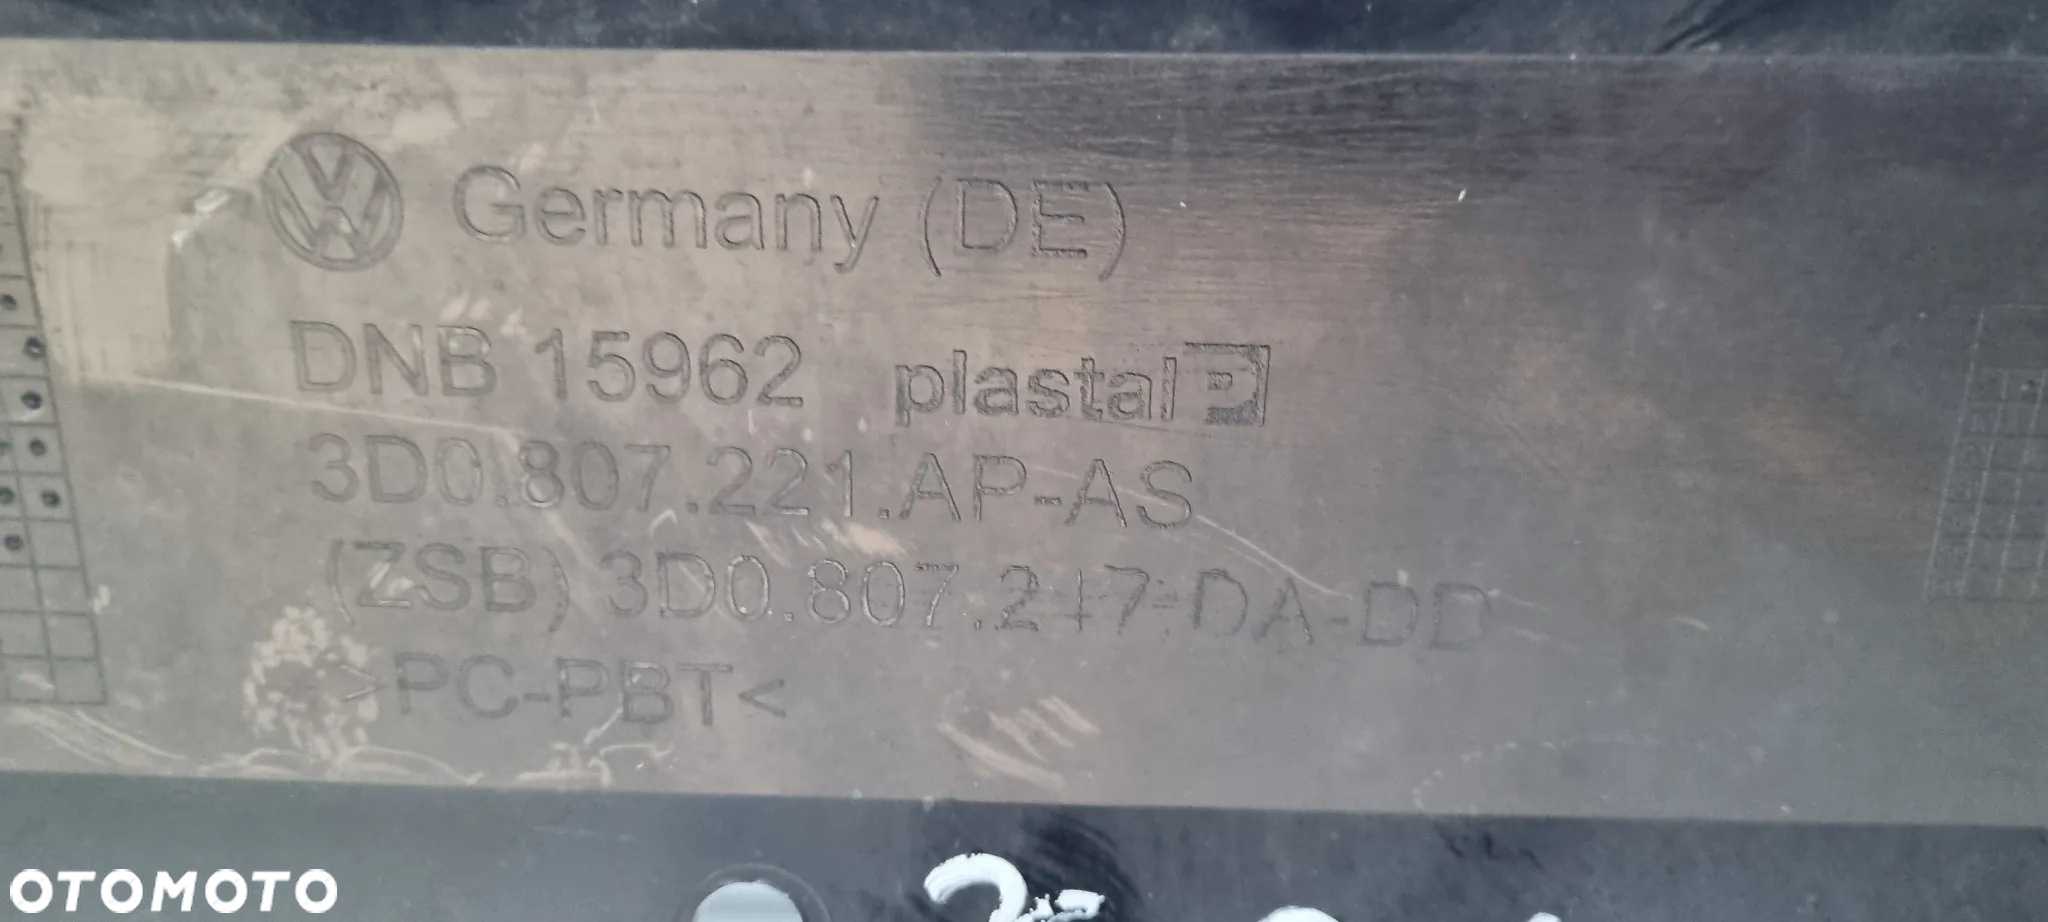 Germany (DE)
DNB 15962 plastal
3D0.807.221.AP-AS
(ZSB) 3D0.807.217.DA-DD
>PC-PBT<
OTOMOTO